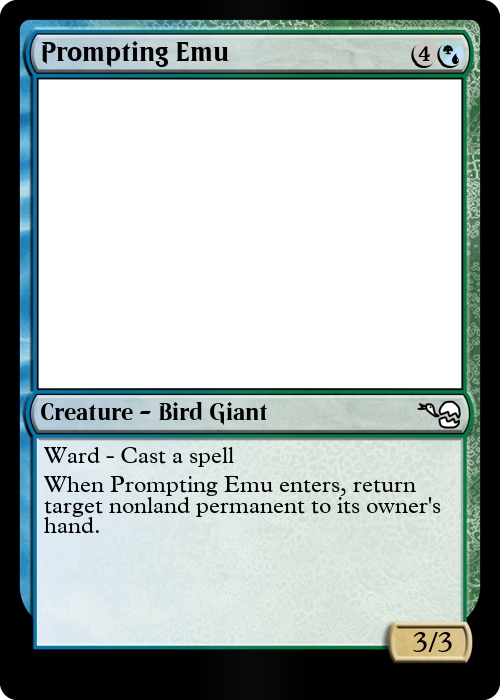 Prompting Emu 4
Creature – Bird Giant
Ward - Cast a spell
When Prompting Emu enters, return
target nonland permanent to its owner's
hand.
3/3